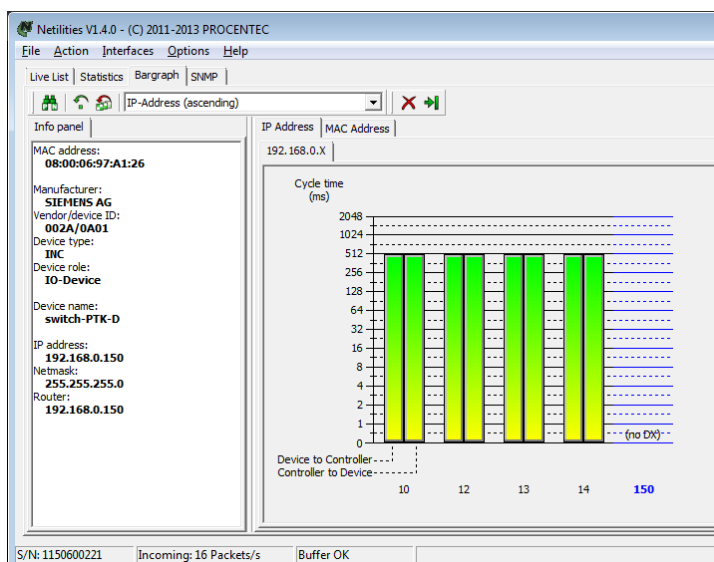 Netilities V1.4.0 - (C) 2011-2013 PROCENTEC
File Action Interfaces Options Help
Live List Statistics Bargraph SNMP
IP-Address (ascending)
Info panel
MAC address:
08:00:06:97:A1:26
Manufacturer:
SIEMENS AG
Vendor/device ID:
002A/0A01
Device type:
INC
Device role:
IO-Device
Device name:
switch-PTK-D
IP address:
192.168.0.150
Netmask:
255.255.255.0
Router:
192.168.0.150
IP Address MAC Address
192.168.0.X
Cycle time
(ms)
2048
1024
512
256
128
64
32
16
8
4
2
1
0
(no DX)
Device to Controller
Controller to Device
10 12 13 14 150
S/N: 1150600221 Incoming: 16 Packets/s Buffer OK